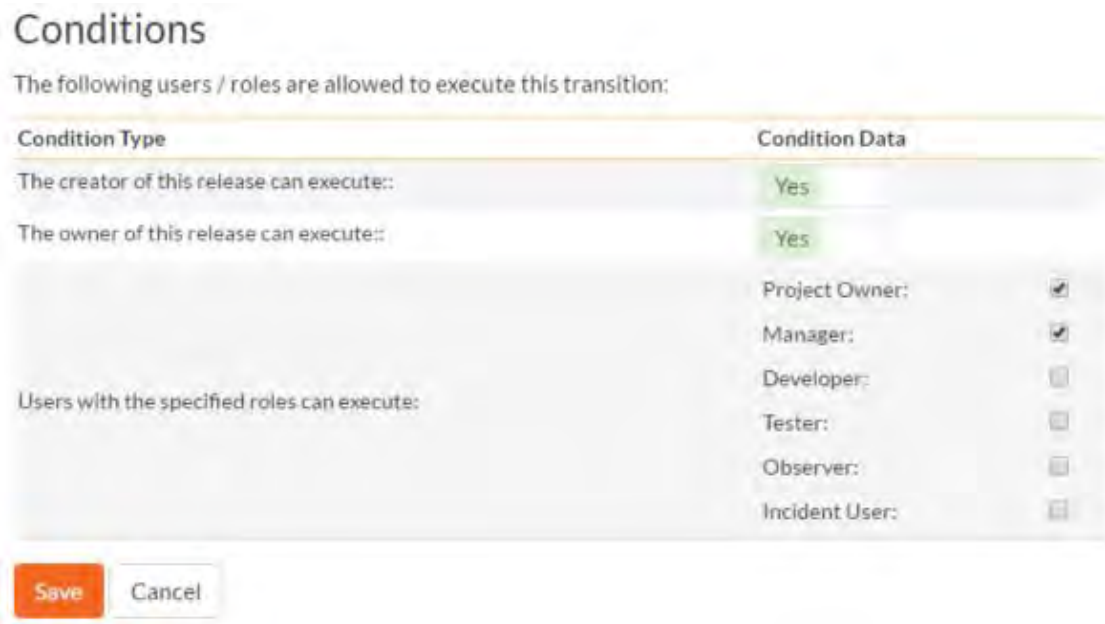 Conditions
The following users / roles are allowed to execute this transition:
Condition Type Condition Data
The creator of this release can execute:: Yes
The owner of this release can execute:: Yes
Users with the specified roles can execute:
Project Owner:
Manager:
Developer:
Tester:
Observer:
Incident User:
Save Cancel